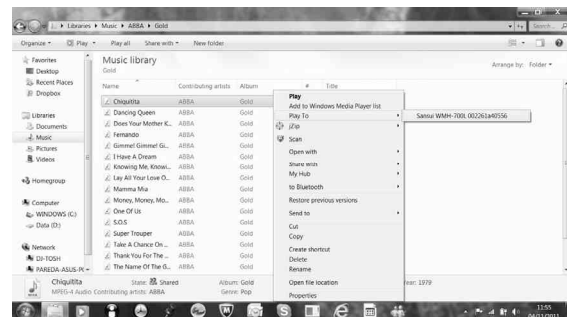 Libraries ▸ Music ▸ ABBA ▸ Gold
Organize Play Play all Share with New folder
Favorites
Desktop
Recent Places
Dropbox
Libraries
Documents
Music
Pictures
Videos
Homegroup
Computer
WINDOWS (C:)
Data (D:)
Network
DJ-TOSH
PAREDA-ASUS-PC
Music library
Gold
Arrange by: Folder
Name Contributing artists Album # Title
Chiquitita ABBA Gold
Dancing Queen ABBA Gold
Does Your Mother K... ABBA Gold
Fernando ABBA Gold
Gimme! Gimme! Gi... ABBA Gold
I Have A Dream ABBA Gold
Knowing Me, Knowi... ABBA Gold
Lay All Your Love O... ABBA Gold
Mamma Mia ABBA Gold
Money, Money, Mo... ABBA Gold
One Of Us ABBA Gold
S.O.S ABBA Gold
Super Trouper ABBA Gold
Take A Chance On ... ABBA Gold
Thank You For The ... ABBA Gold
The Name Of The G... ABBA Gold
Play
Add to Windows Media Player list
Play To
Sansui WMH-700L 002261a40556
jZip
Scan
Open with
Share with
My Hub
to Bluetooth
Restore previous versions
Send to
Cut
Copy
Create shortcut
Delete
Rename
Open file location
Properties
Chiquitita State: Shared Album: Gold Year: 1979
MPEG-4 Audio Contributing artists: ABBA Genre: Pop
11:55
04/11/2011